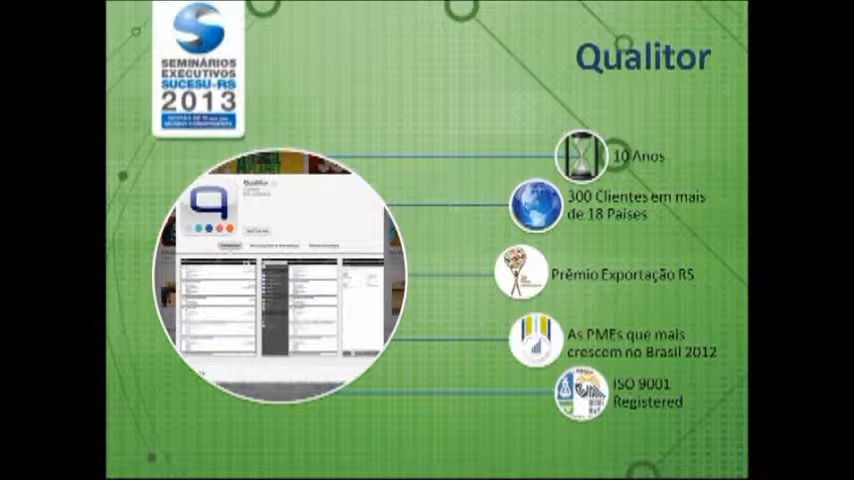 SEMINÁRIOS
EXECUTIVOS
SUCESU-RS
2013
Qualitor
10 Anos
300 Clientes em mais
de 18 Países
Prêmio Exportação RS
As PMEs que mais
crescem no Brasil 2012
ISO 9001
Registered
Qualitor